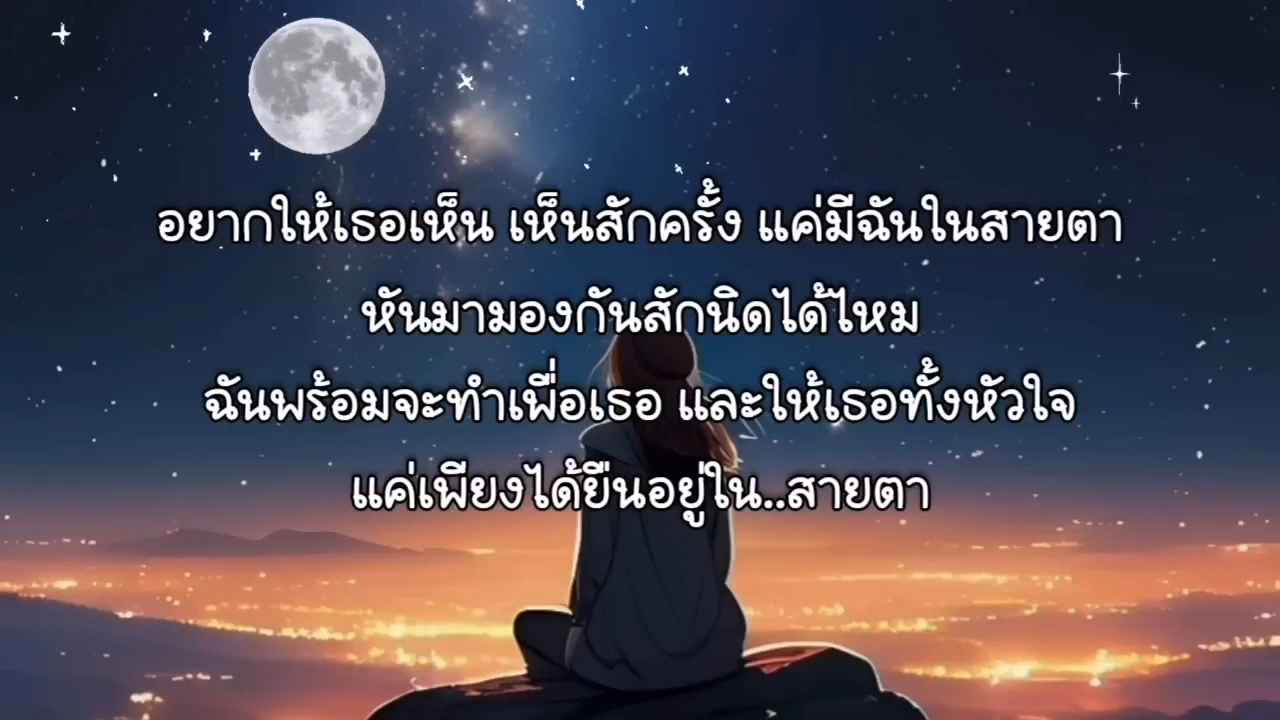 อยากให้เธอเห็น เห็นสักครั้ง แค่มีฉันในสายตา
หันมามองกันสักนิดได้ไหม
ฉันพร้อมจะทำเพื่อเธอ และให้เธอทั้งหัวใจ
แค่เพียงได้ยืนอยู่ใน..สายตา